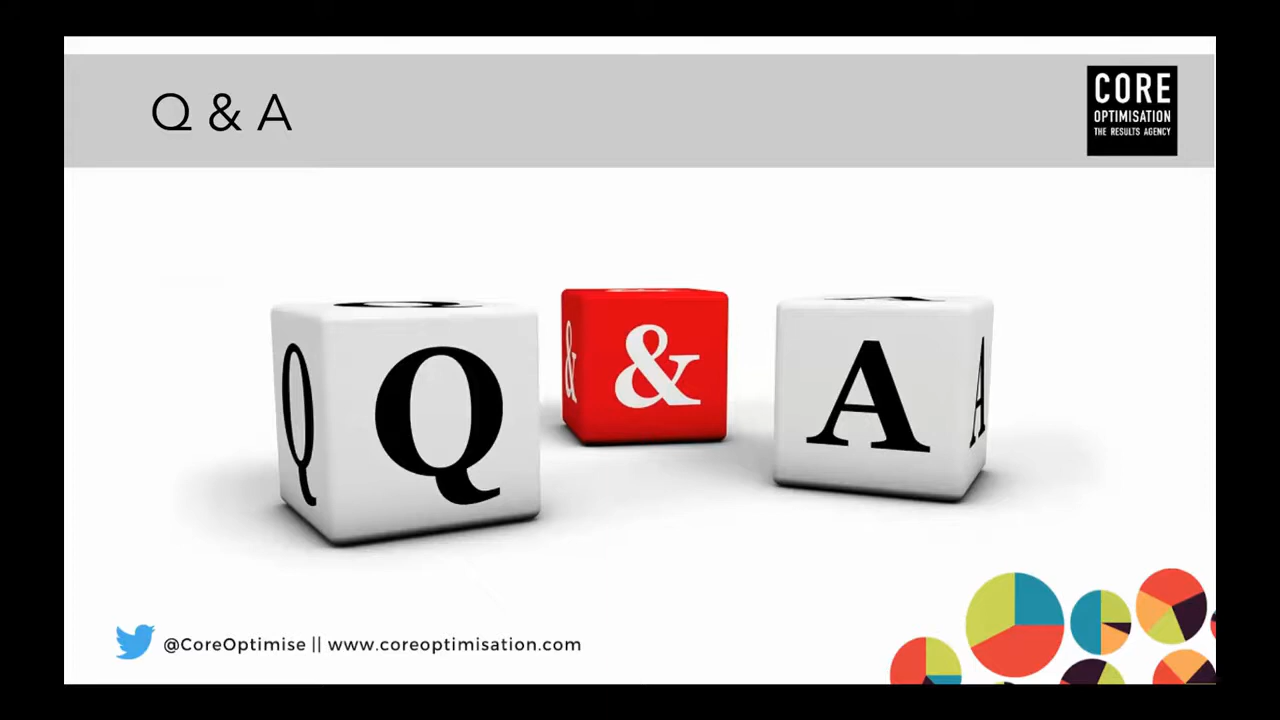 Q & A
CORE
OPTIMISATION
THE RESULTS AGENCY
Q Q & & A A
@CoreOptimise || www.coreoptimisation.com